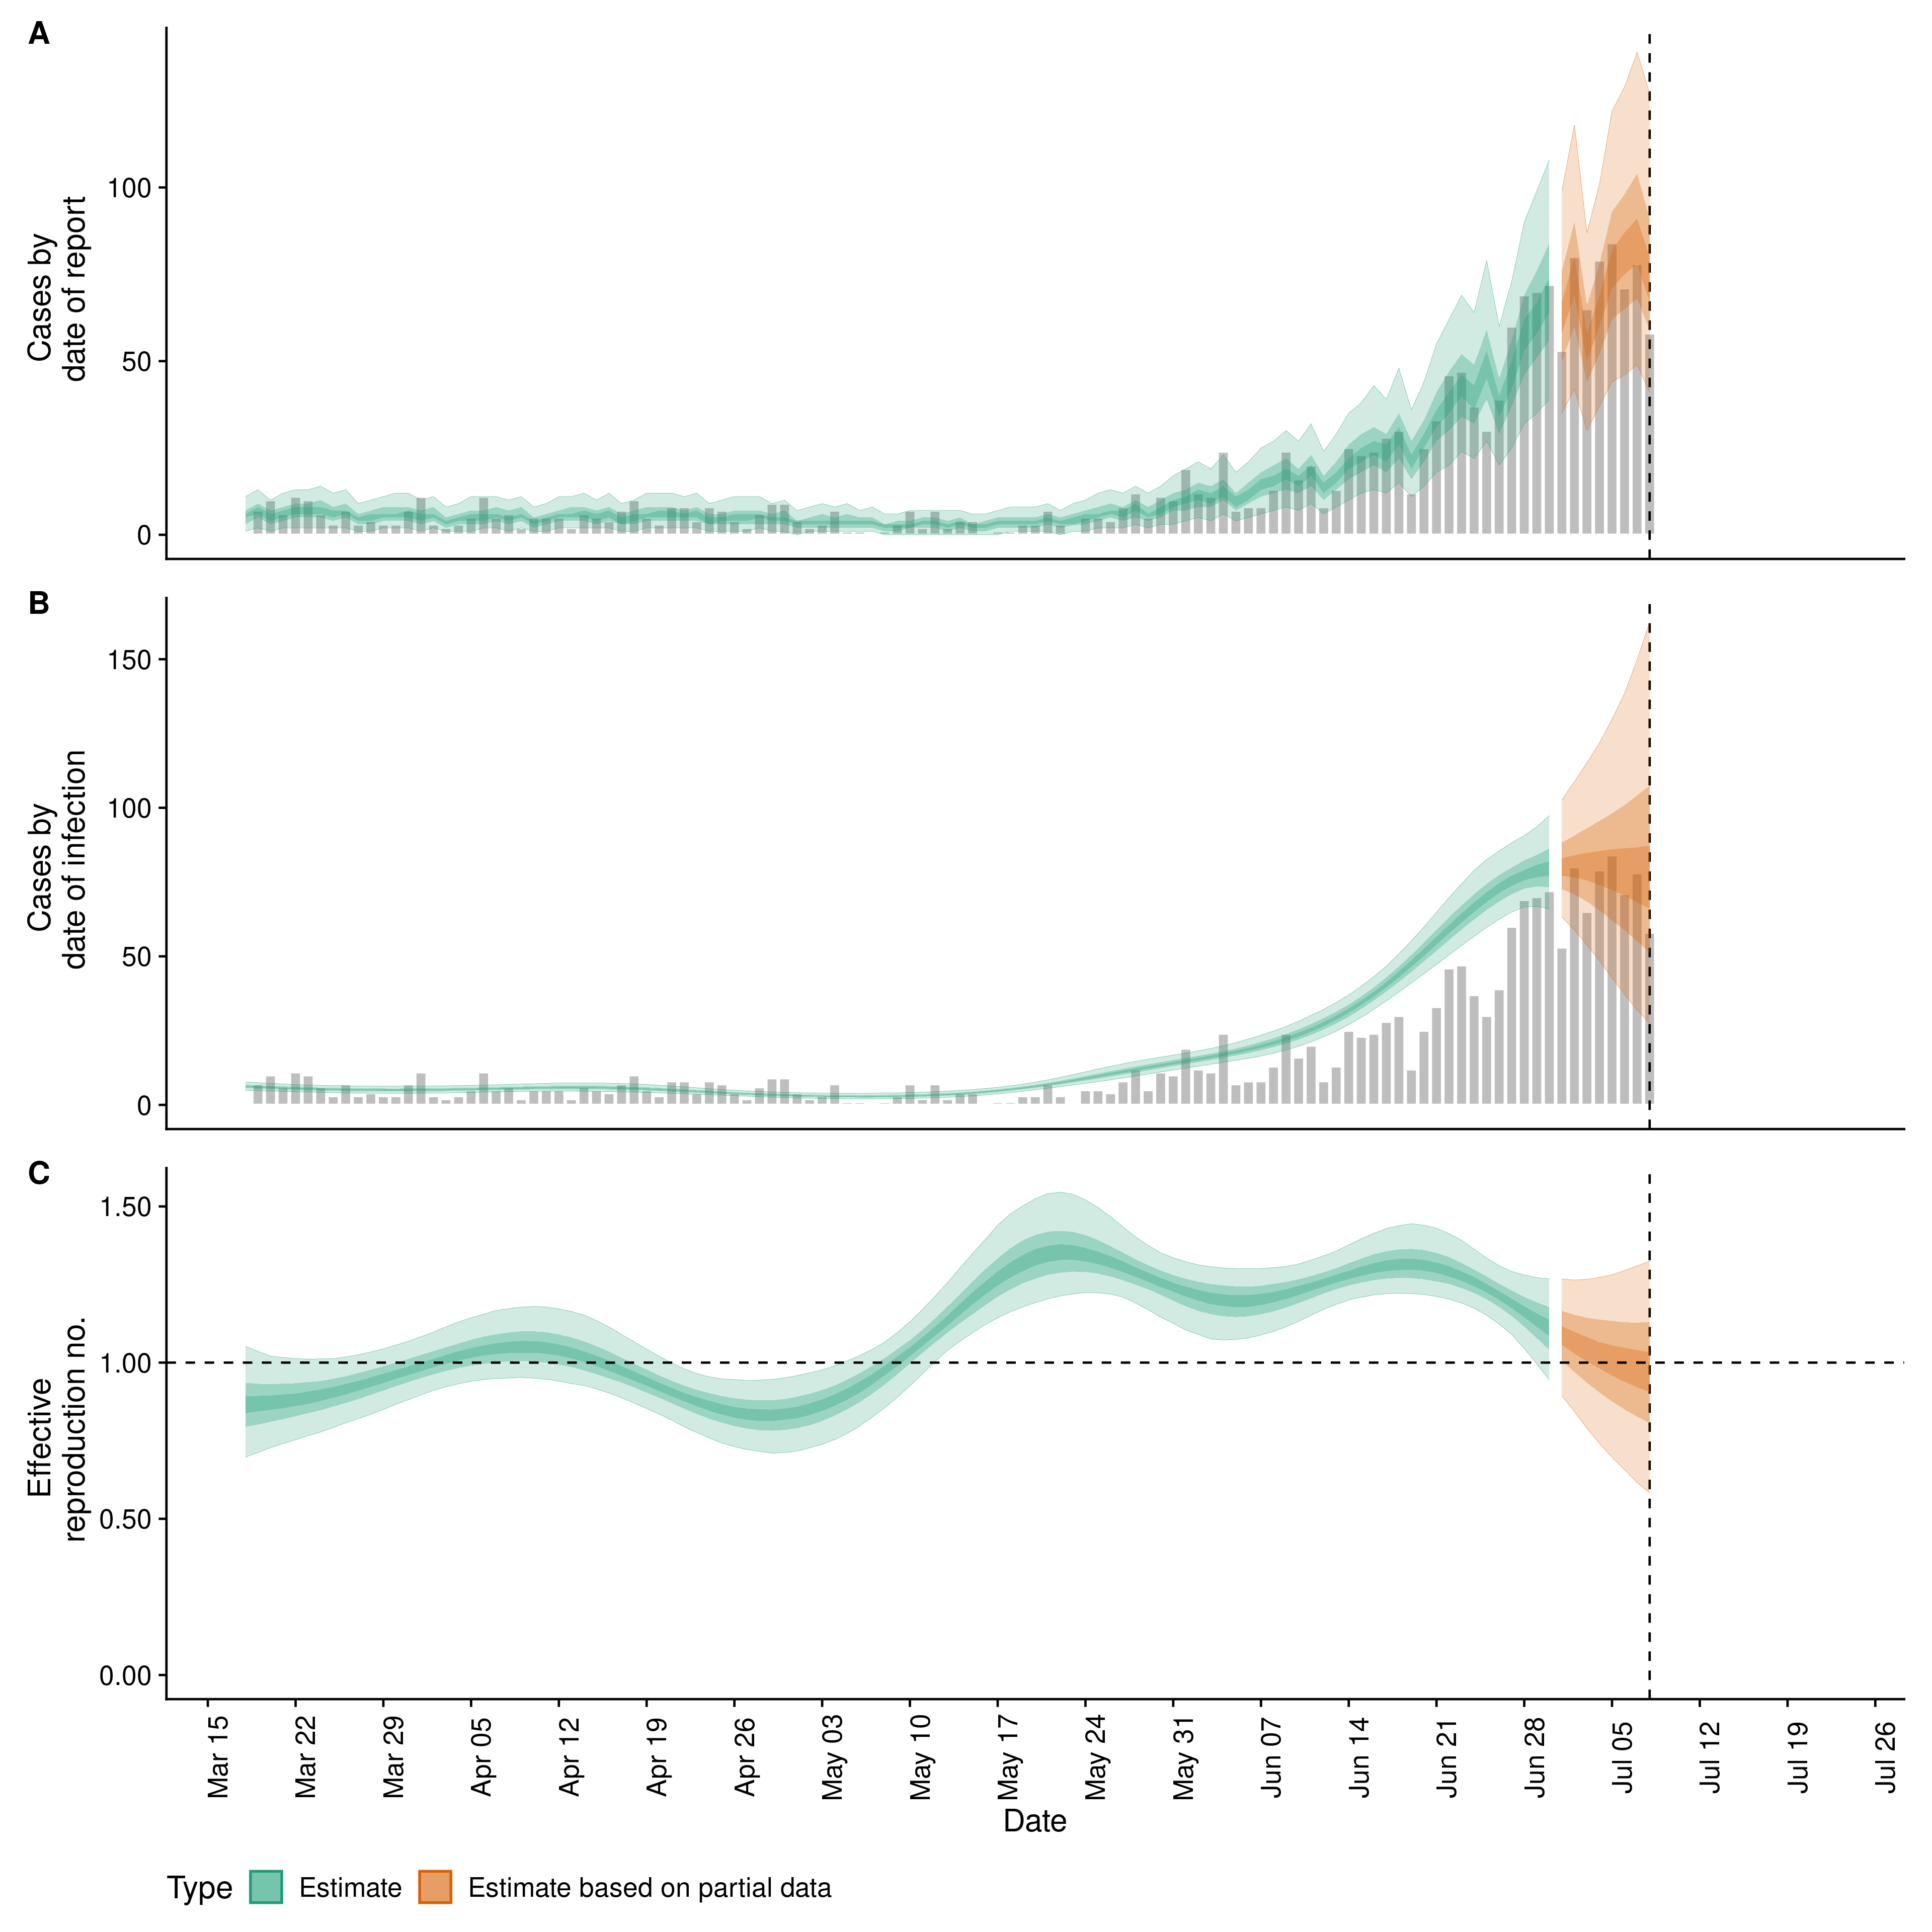 A
Cases by
date of report
100
50
0
B
Cases by
date of infection
150
100
50
0
C
Effective
reproduction no.
1.50
1.00
0.50
0.00
Mar 15
Mar 22
Mar 29
Apr 05
Apr 12
Apr 19
Apr 26
May 03
May 10
May 17
May 24
May 31
Jun 07
Jun 14
Jun 21
Jun 28
Jul 05
Jul 12
Jul 19
Jul 26
Date
Type Estimate Estimate based on partial data